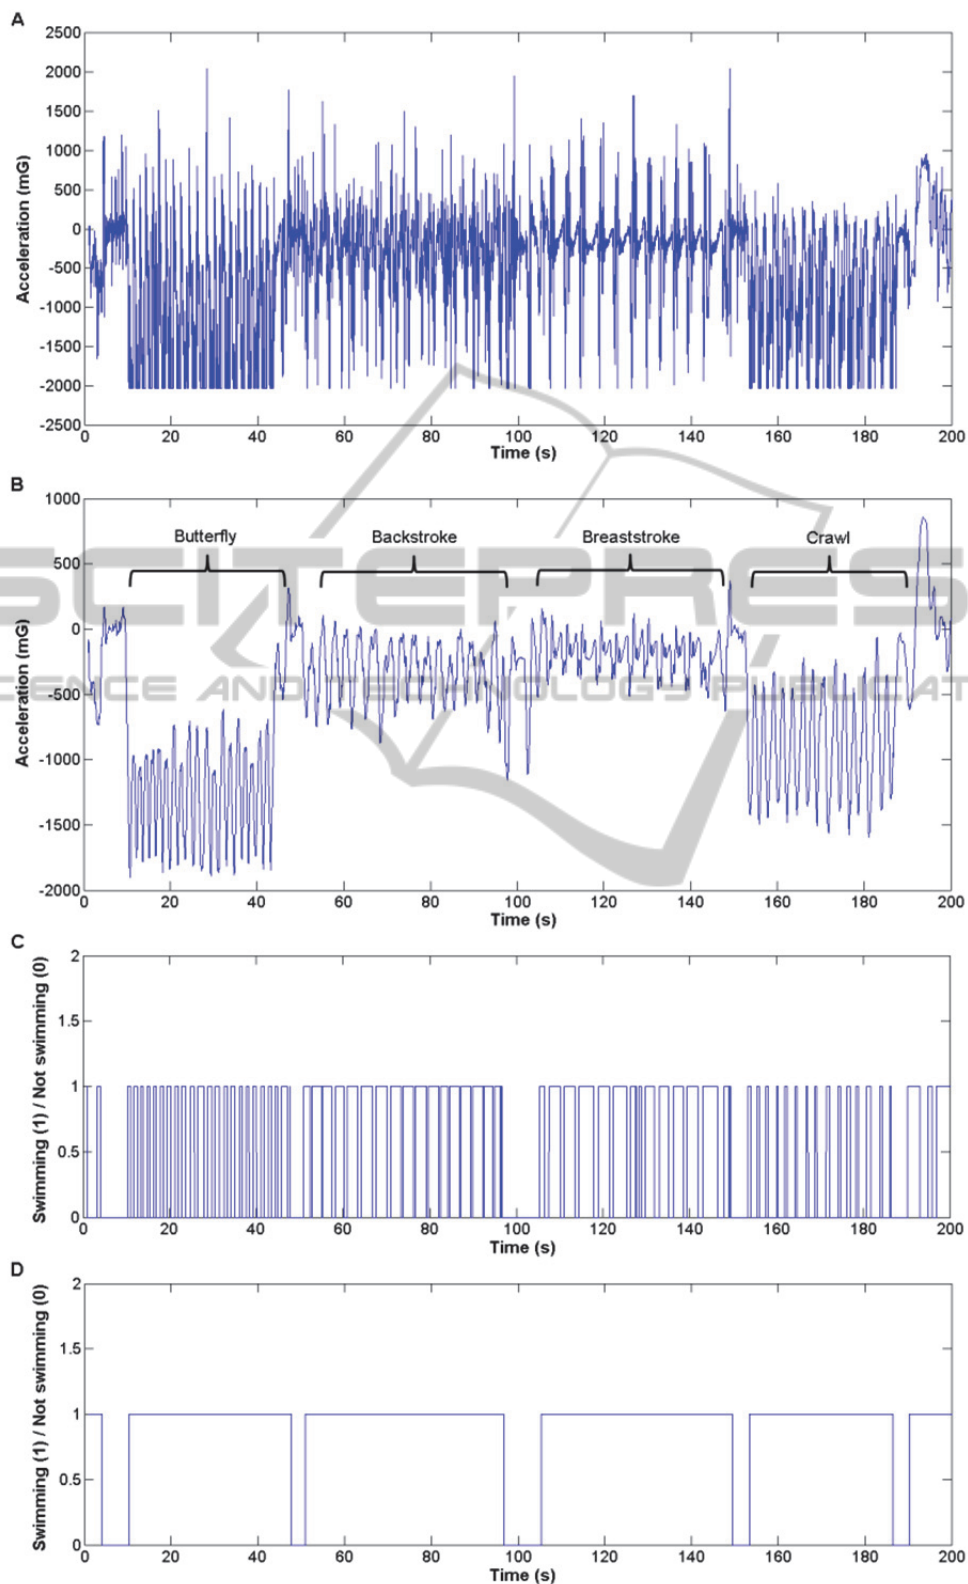 A
2500
2000
1500
1000
500
0
-500
-1000
-1500
-2000
-2500
Acceleration (mG)
0 20 40 60 80 100 120 140 160 180 200
Time (s)
B
1000
500
0
-500
-1000
-1500
-2000
Acceleration (mG)
Butterfly Backstroke Breaststroke Crawl
SCITEPRESS
SCIENCE AND TECHNOLOGY PUBLICAT
0 20 40 60 80 100 120 140 160 180 200
Time (s)
C
2
1.5
1
0.5
0
Swimming (1) / Not swimming (0)
0 20 40 60 80 100 120 140 160 180 200
Time (s)
D
2
1.5
1
0.5
0
Swimming (1) / Not swimming (0)
0 20 40 60 80 100 120 140 160 180 200
Time (s)